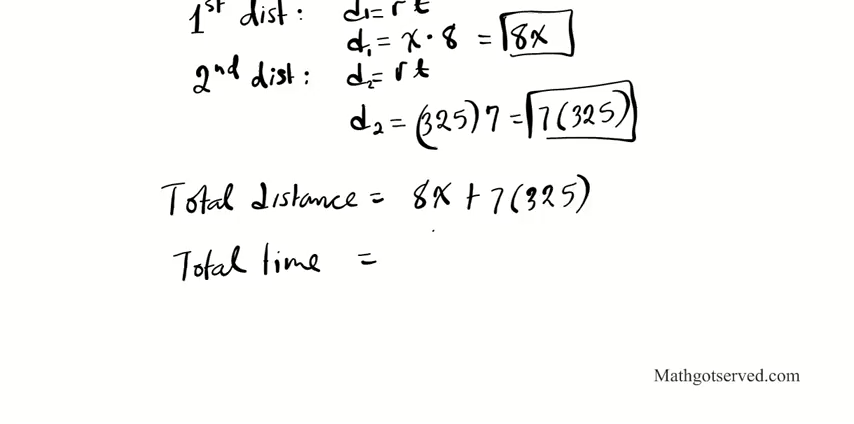 1st dist: d₁= r t
d₁ = x · 8 = 8x
2nd dist: d₂= r t
d₂ = (325) 7 = 7(325)
Total distance = 8x + 7(325)
Total time =
Mathgotserved.com